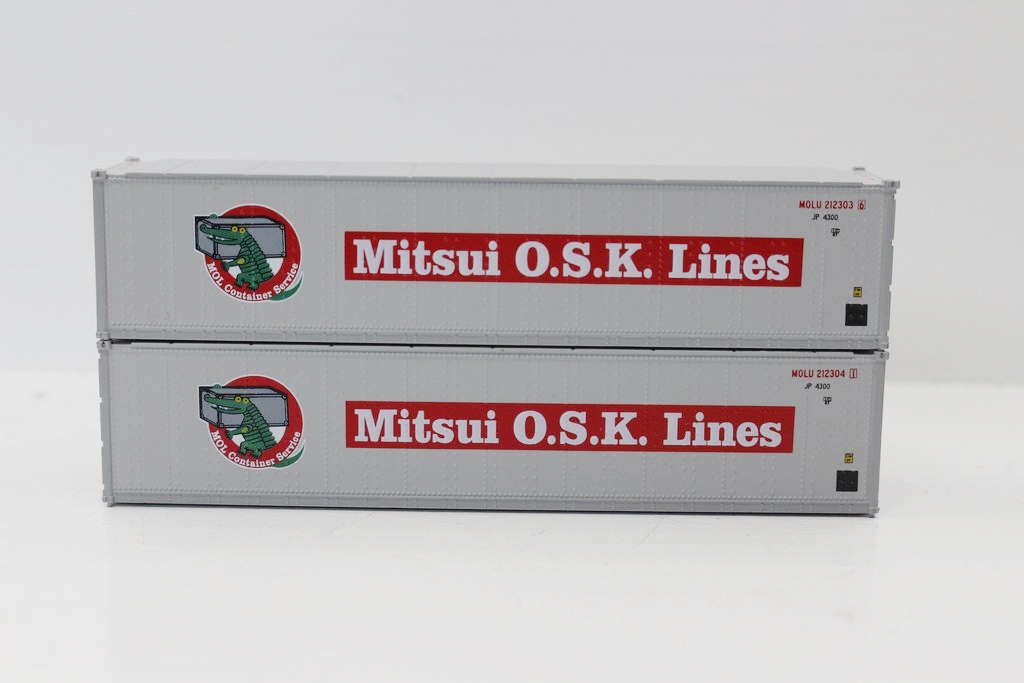 MOLU 212303 6
JP 4300
MOL Container Service
Mitsui O.S.K. Lines
MOLU 212304 1
JP 4300
MOL Container Service
Mitsui O.S.K. Lines